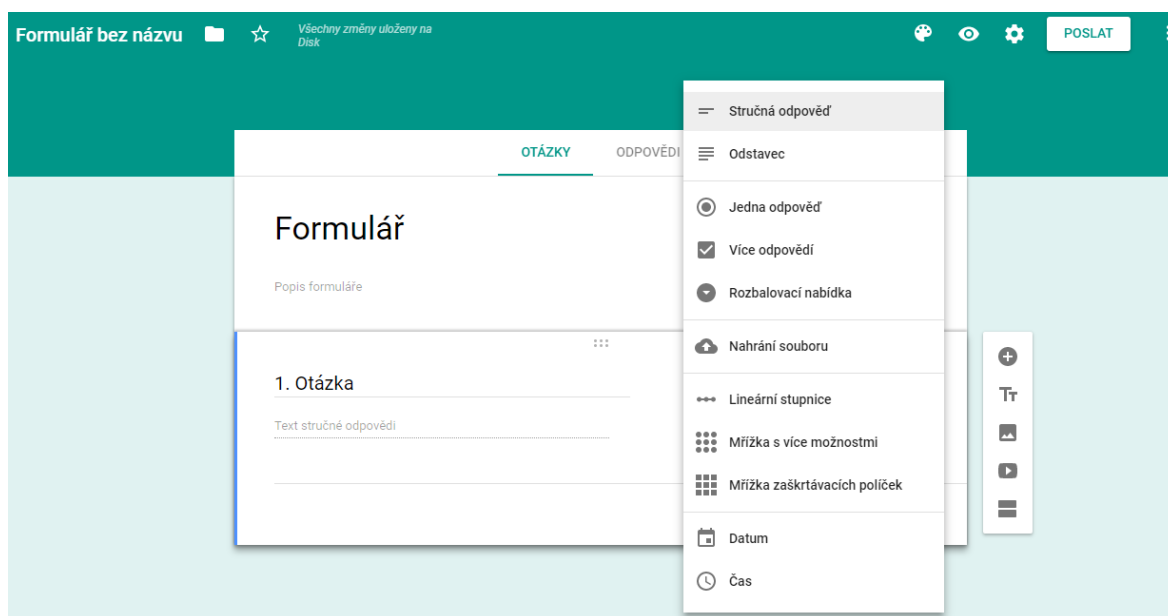 Formulář bez názvu
Všechny změny uloženy na
Disk
POSLAT
OTÁZKY
ODPOVĚDI
Formulář
Popis formuláře
1. Otázka
Text stručné odpovědi
Stručná odpověď
Odstavec
Jedna odpověď
Více odpovědí
Rozbalovací nabídka
Nahrání souboru
Lineární stupnice
Mřížka s více možnostmi
Mřížka zaškrtávacích políček
Datum
Čas